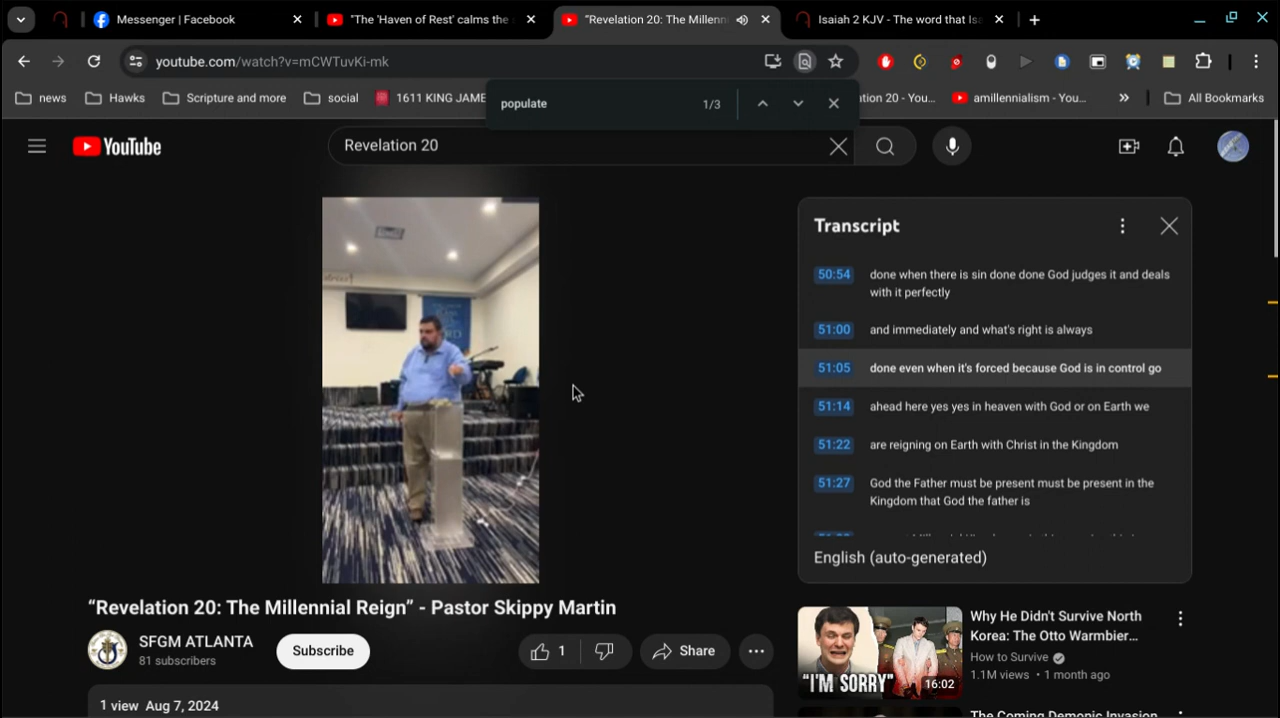 Messenger | Facebook
"The 'Haven of Rest' calms the
"Revelation 20: The Millenn
Isaiah 2 KJV - The word that Isa
youtube.com/watch?v=mCWTuvKi-mk
news
Hawks
Scripture and more
social
1611 KING JAME
populate
1/3
tion 20 - You...
amillennialism - You...
All Bookmarks
YouTube
Revelation 20
Transcript
50:54 done when there is sin done done God judges it and deals
with it perfectly
51:00 and immediately and what's right is always
51:05 done even when it's forced because God is in control go
51:14 ahead here yes yes in heaven with God or on Earth we
51:22 are reigning on Earth with Christ in the Kingdom
51:27 God the Father must be present must be present in the
Kingdom that God the father is
English (auto-generated)
"Revelation 20: The Millennial Reign" - Pastor Skippy Martin
SFGM ATLANTA
81 subscribers
Subscribe
1
Share
1 view Aug 7, 2024
"I'M SORRY"
16:02
Why He Didn't Survive North
Korea: The Otto Warmbier...
How to Survive
1.1M views • 1 month ago
The Coming Demonic Invasion